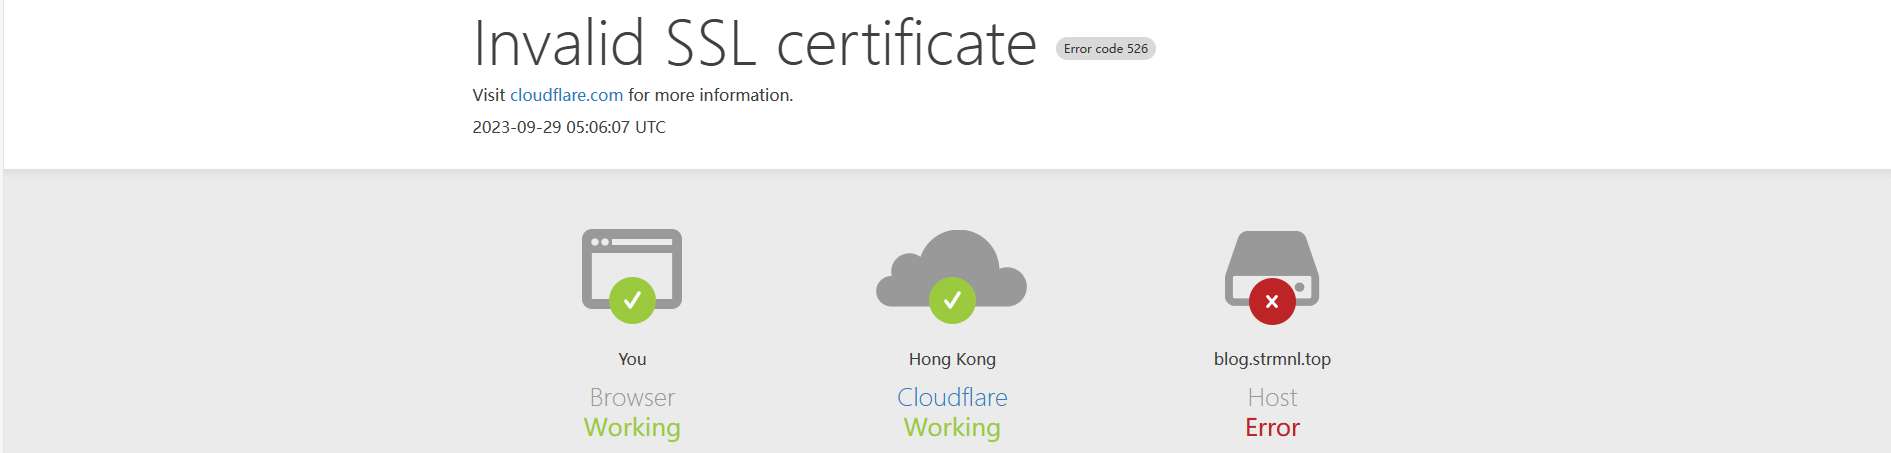 Invalid SSL certificate Error code 526
Visit cloudflare.com for more information.
2023-09-29 05:06:07 UTC
You
Browser
Working
Hong Kong
Cloudflare
Working
blog.strmnl.top
Host
Error